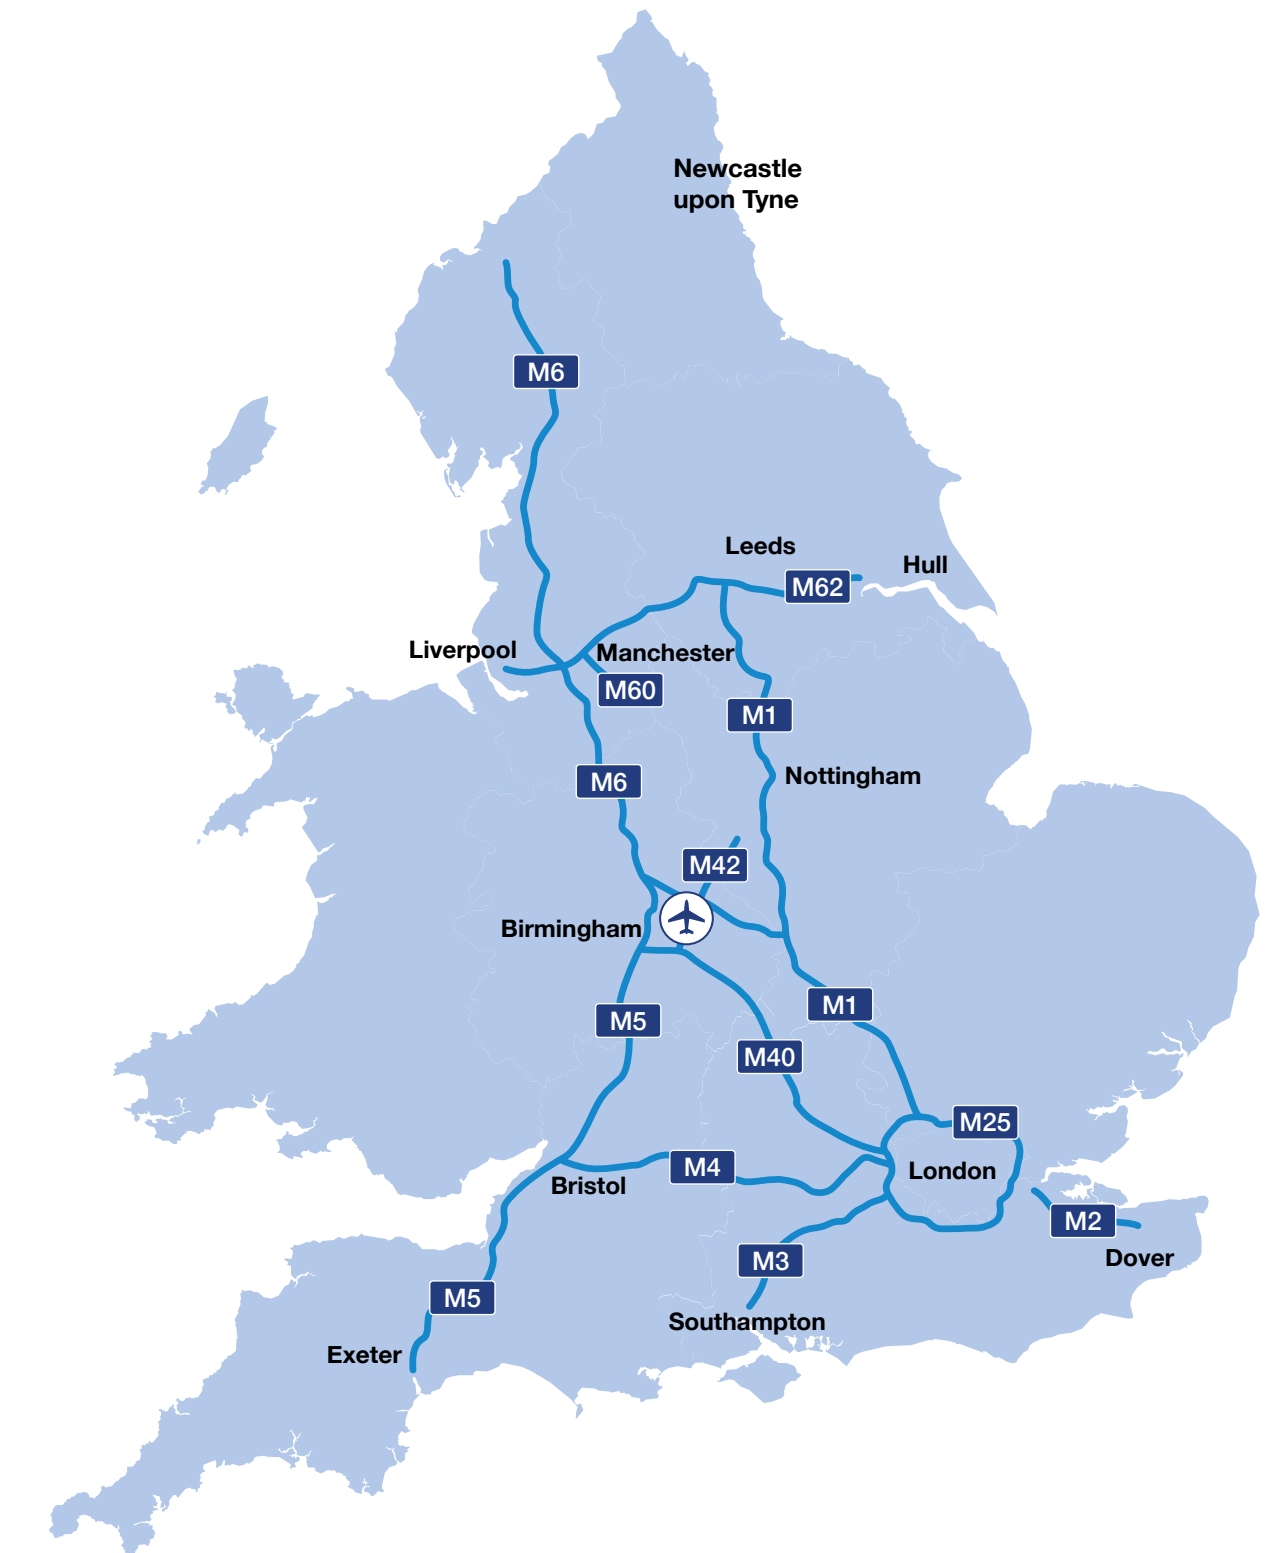 Newcastle
upon Tyne
M6
Leeds
Hull
M62
Liverpool
Manchester
M60
M1
Nottingham
M6
M42
Birmingham
M1
M5
M40
M25
M4
London
Bristol
M2
Dover
M3
M5
Southampton
Exeter